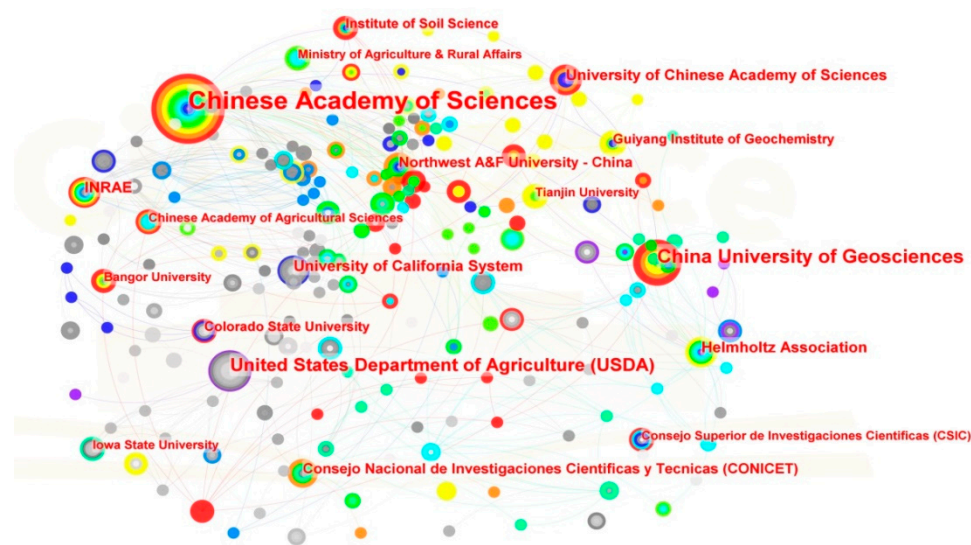 Institute of Soil Science
Ministry of Agriculture & Rural Affairs
University of Chinese Academy of Sciences
Chinese Academy of Sciences
Guiyang Institute of Geochemistry
Northwest A&F University - China
INRAE
Tianjin University
Chinese Academy of Agricultural Sciences
China University of Geosciences
University of California System
Bangor University
Colorado State University
Helmholtz Association
United States Department of Agriculture (USDA)
Consejo Superior de Investigaciones Cientificas (CSIC)
Iowa State University
Consejo Nacional de Investigaciones Cientificas y Tecnicas (CONICET)